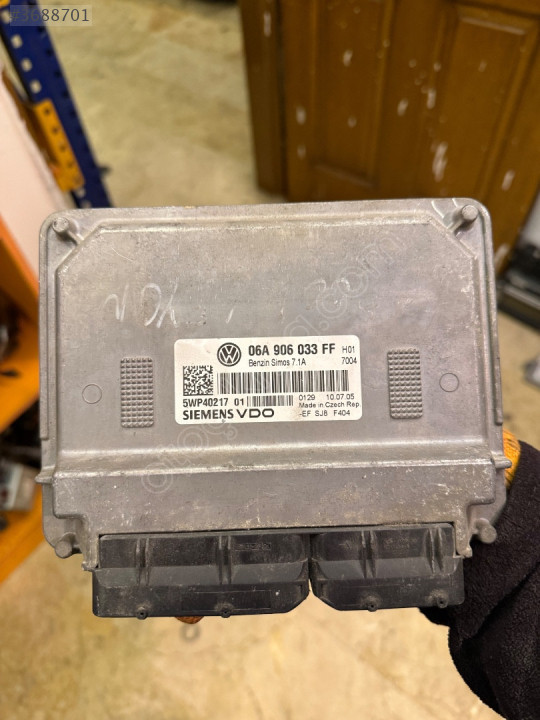 #3688701
06A 906 033 FF H01
Benzin Simos 7.1A 7004
5WP40217 01 0129 10.07.05
Made in Czech Rep
SIEMENS VDO -EF SJ8 F404